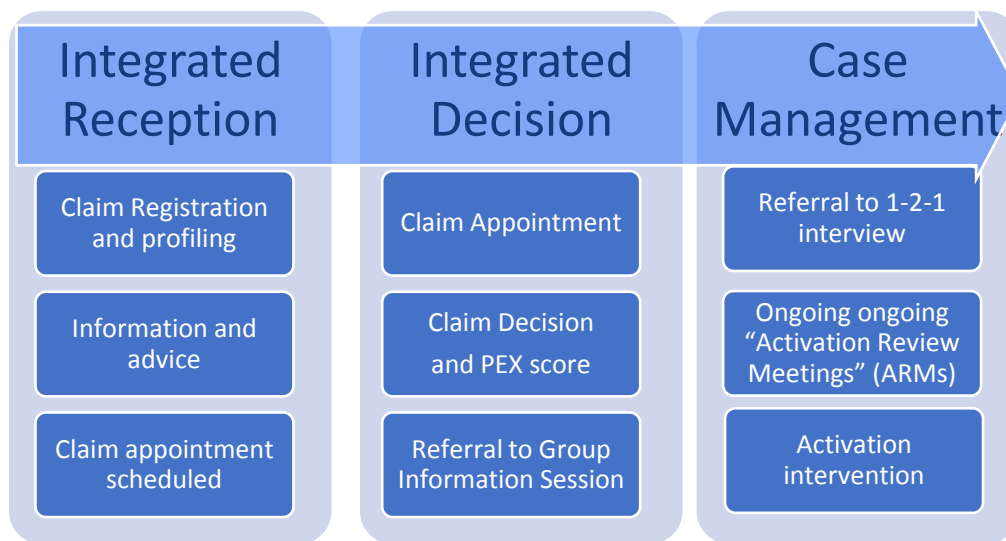 Integrated
Reception
Claim Registration
and profiling
Information and
advice
Claim appointment
scheduled
Integrated
Decision
Claim Appointment
Claim Decision
and PEX score
Referral to Group
Information Session
Case
Management
Referral to 1-2-1
interview
Ongoing ongoing
“Activation Review
Meetings” (ARMs)
Activation
intervention